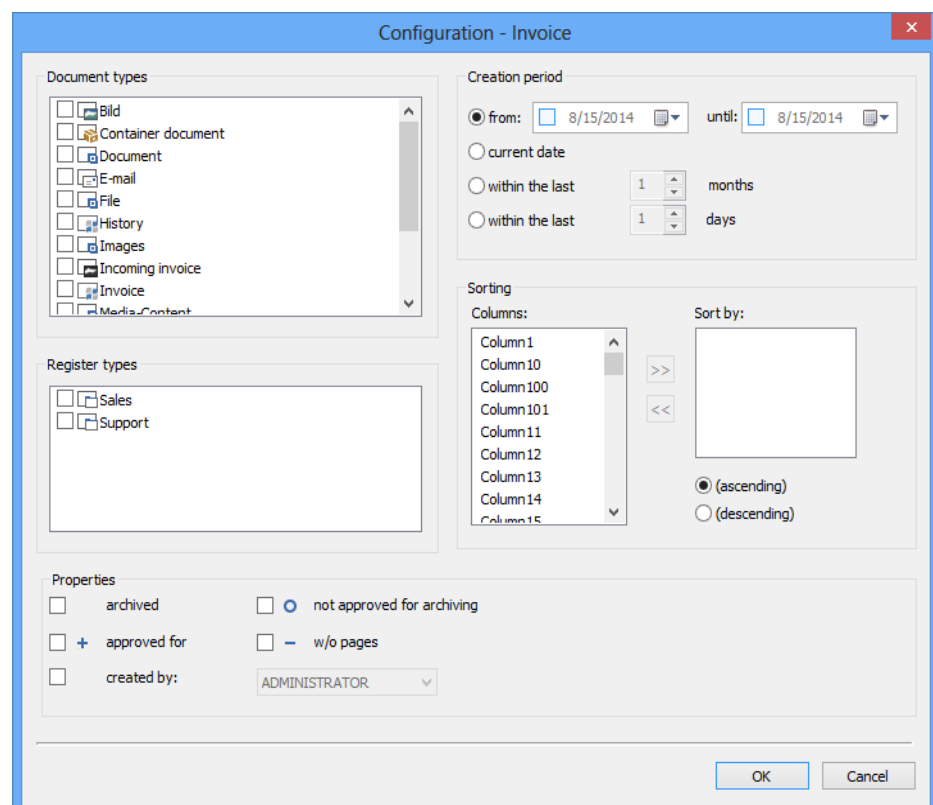 Configuration - Invoice
Document types
Bild
Container document
Document
E-mail
File
History
Images
Incoming invoice
Invoice
Media-Content
Register types
Sales
Support
Creation period
from: 8/15/2014 until: 8/15/2014
current date
within the last 1 months
within the last 1 days
Sorting
Columns: Sort by:
Column1
Column10
Column100
Column101
Column11
Column12
Column13
Column14
Column15
>>
<<
(ascending)
(descending)
Properties
archived not approved for archiving
approved for w/o pages
created by: ADMINISTRATOR
OK Cancel